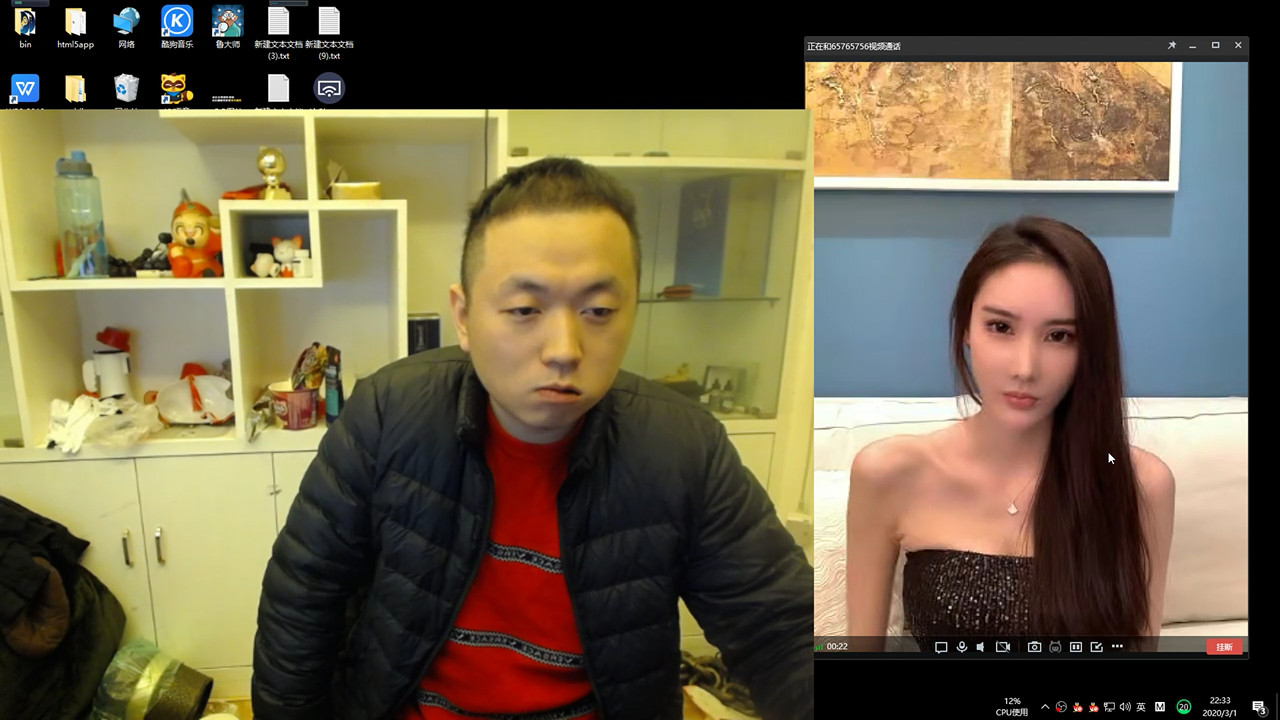 bin
html5app
网络
酷狗音乐
鲁大师
新建文本文档
(3).txt
新建文本文档
(9).txt
正在和65765756视频通话
00:22
挂断
12%
CPU使用
英
M
20
22:33
2020/3/1
3